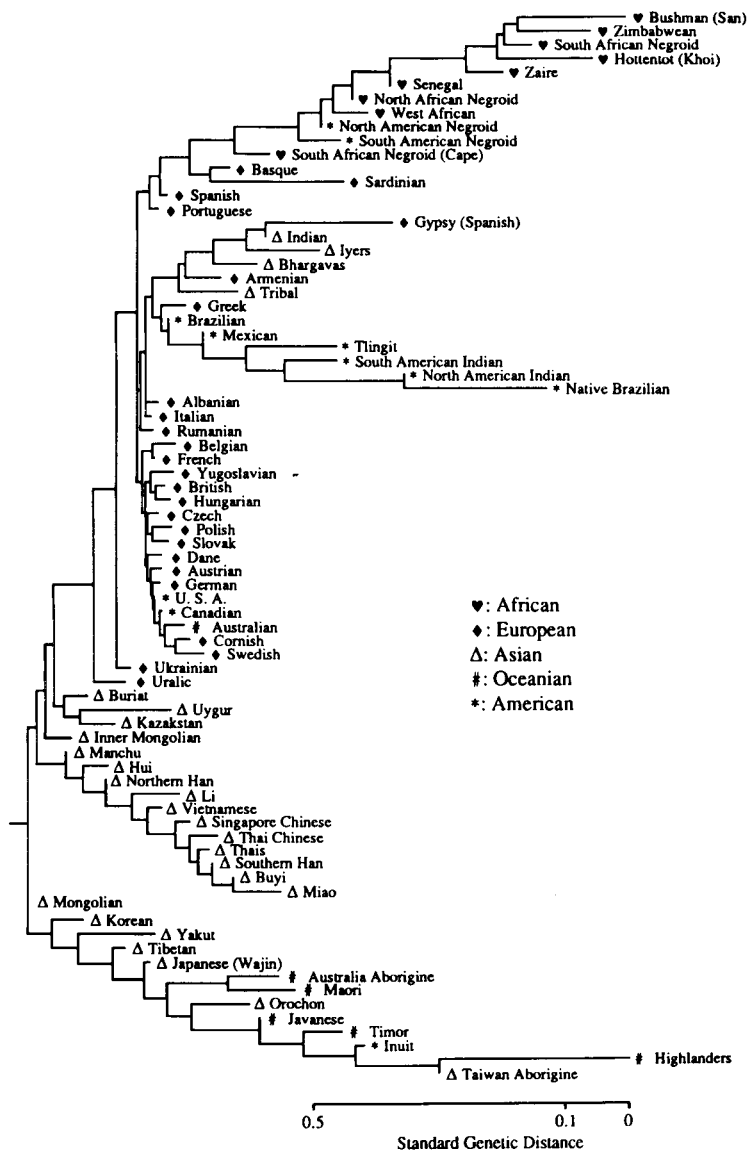 ♥ Bushman (San)
♥ Zimbabwean
♥ South African Negroid
♥ Hottentot (Khoi)
♥ Zaire
♥ Senegal
♥ North African Negroid
♥ West African
* North American Negroid
* South American Negroid
♥ South African Negroid (Cape)
♦ Basque
♦ Sardinian
♦ Spanish
♦ Portuguese
♦ Gypsy (Spanish)
Δ Indian
Δ Iyers
Δ Bhargavas
♦ Armenian
Δ Tribal
♦ Greek
* Brazilian
* Mexican
* Tlingit
* South American Indian
* North American Indian
* Native Brazilian
♦ Albanian
♦ Italian
♦ Rumanian
♦ Belgian
♦ French
♦ Yugoslavian
♦ British
♦ Hungarian
♦ Czech
♦ Polish
♦ Slovak
♦ Dane
♦ Austrian
♦ German
* U. S. A.
* Canadian
# Australian
♦ Cornish
♦ Swedish
♦ Ukrainian
♦ Uralic
Δ Buriat
Δ Uygur
Δ Kazakstan
Δ Inner Mongolian
Δ Manchu
Δ Hui
Δ Northern Han
Δ Li
Δ Vietnamese
Δ Singapore Chinese
Δ Thai Chinese
Δ Thais
Δ Southern Han
Δ Buyi
Δ Miao
Δ Mongolian
Δ Korean
Δ Yakut
Δ Tibetan
Δ Japanese (Wajin)
# Australia Aborigine
# Maori
Δ Orochon
# Javanese
# Timor
* Inuit
# Highlanders
Δ Taiwan Aborigine
♥: African
♦: European
Δ: Asian
#: Oceanian
*: American
0.5 0.1 0
Standard Genetic Distance